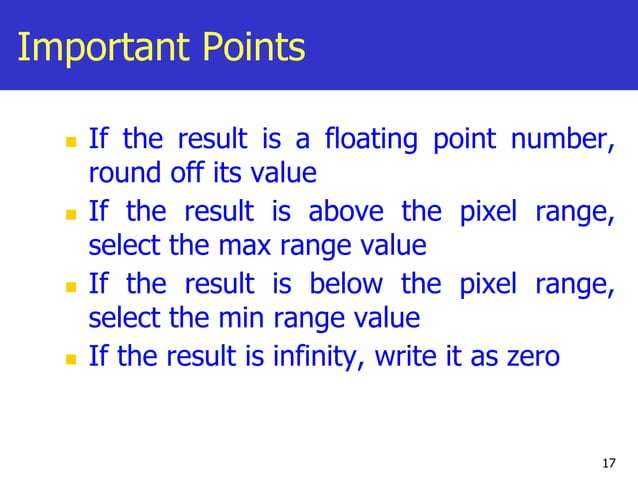 Important Points
If the result is a floating point number,
round off its value
If the result is above the pixel range,
select the max range value
If the result is below the pixel range,
select the min range value
If the result is infinity, write it as zero
17